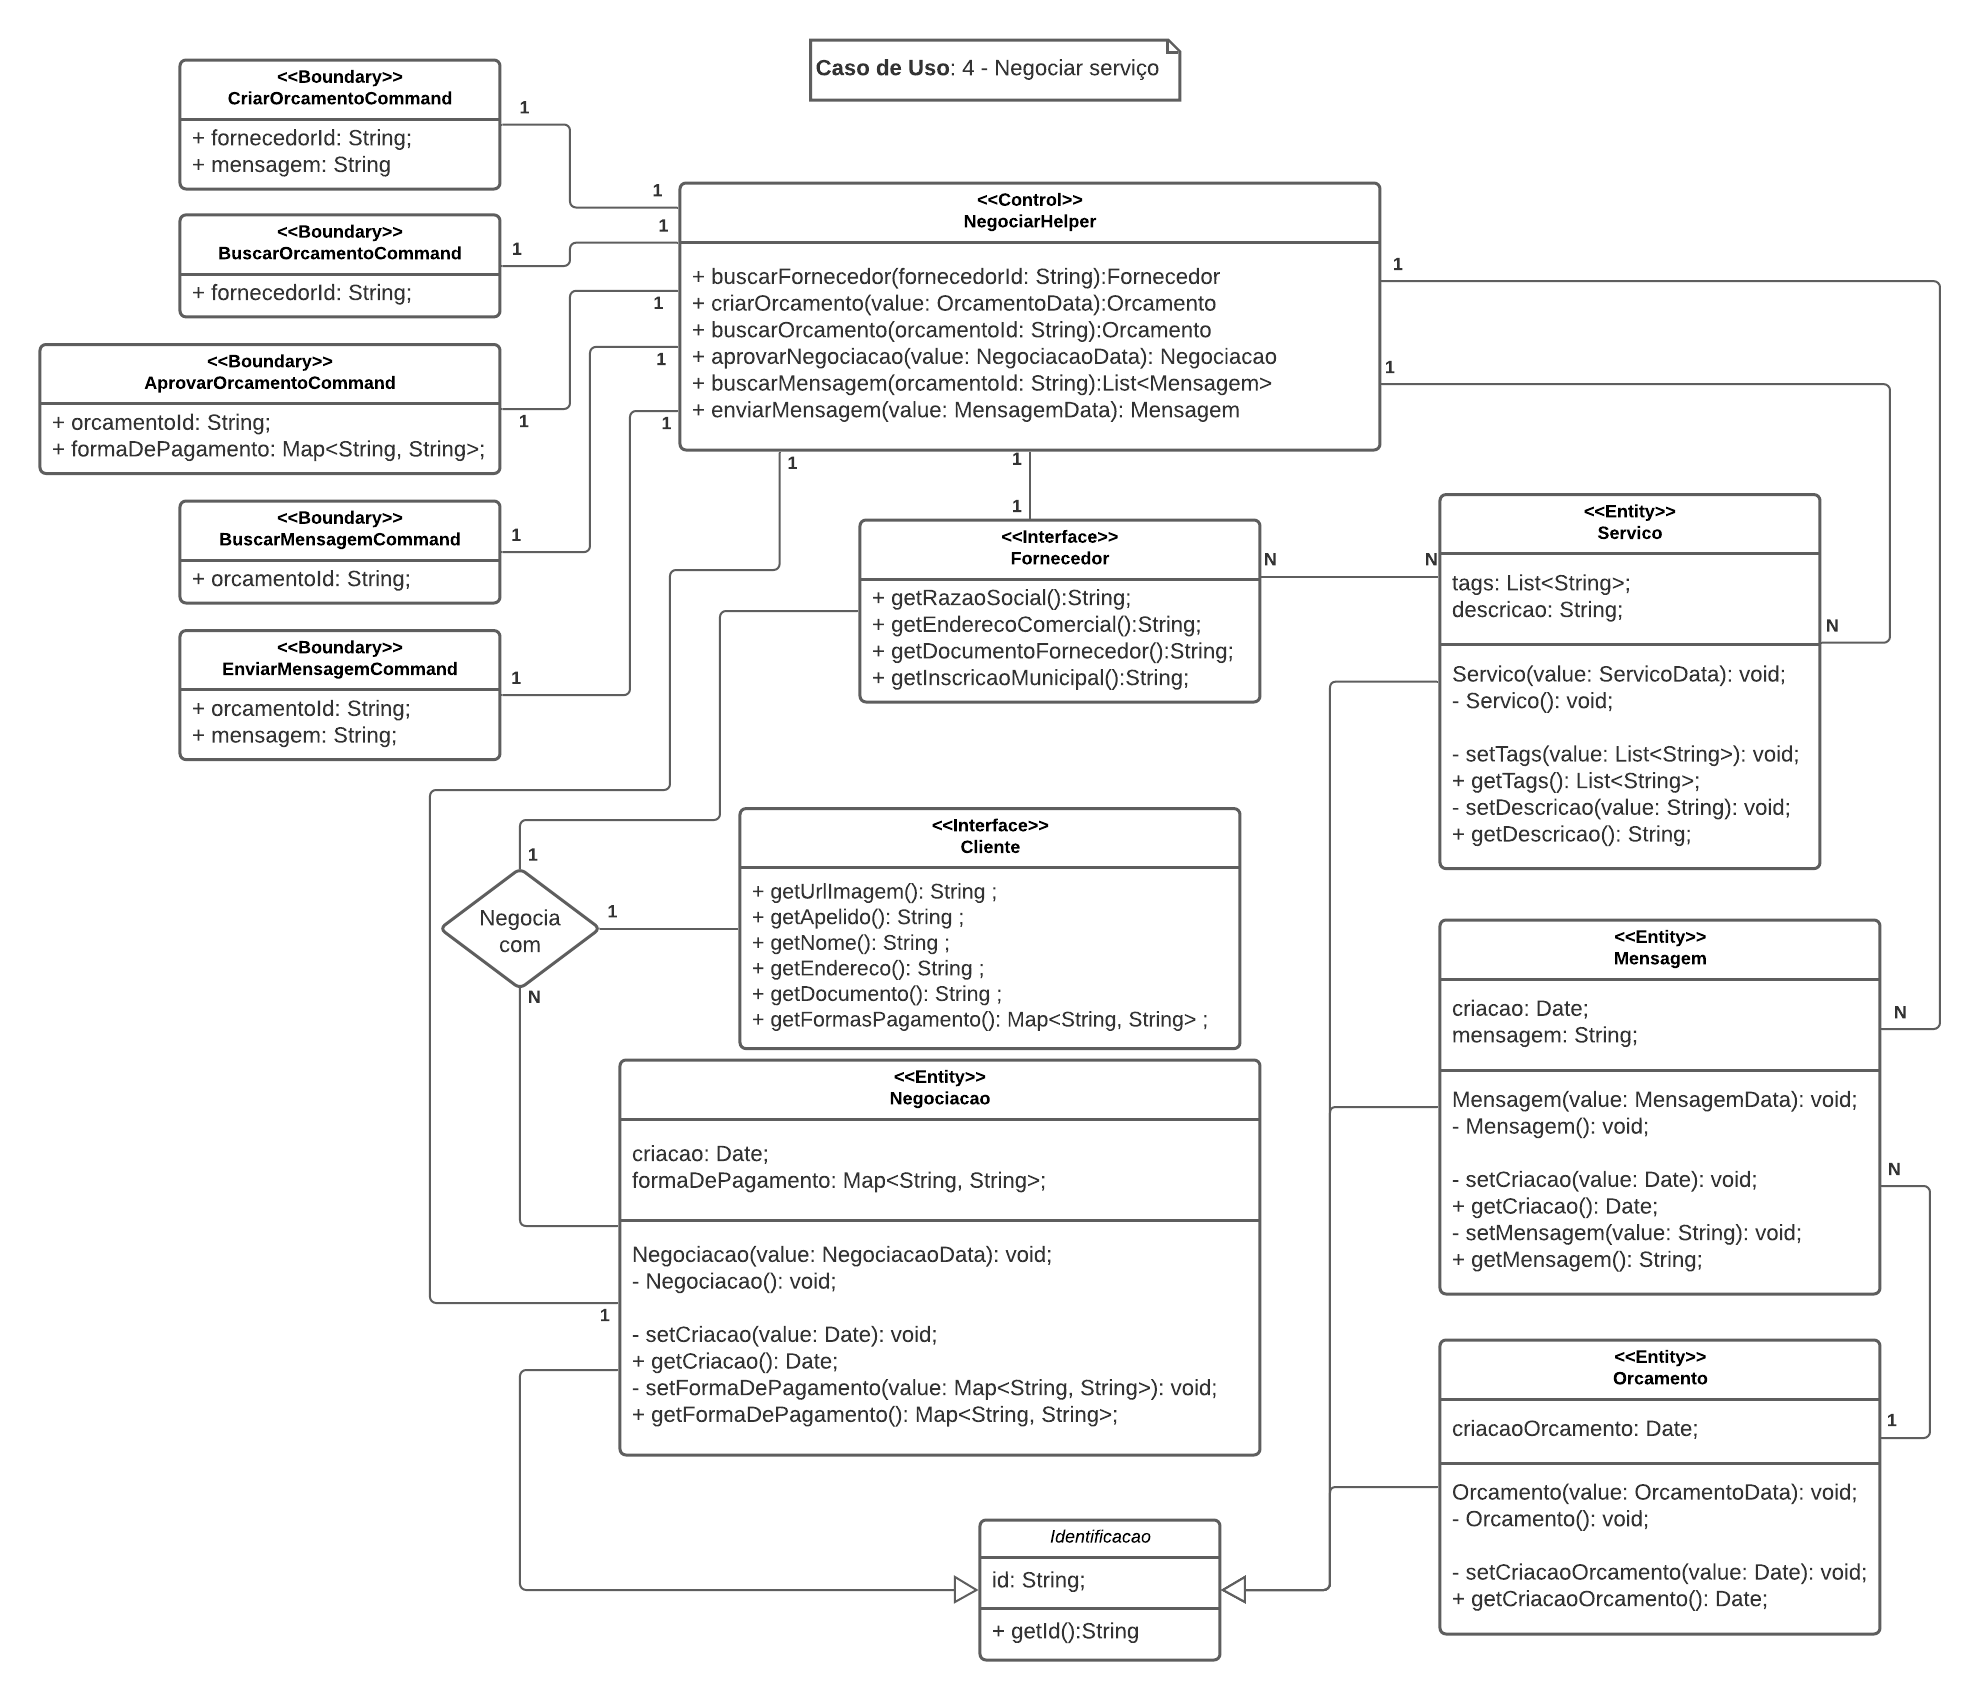 Caso de Uso: 4 - Negociar serviço
<<Boundary>>
CriarOrcamentoCommand
+ fornecedorId: String;
+ mensagem: String
1
1
<<Boundary>>
BuscarOrcamentoCommand
+ fornecedorId: String;
1
1
<<Boundary>>
AprovarOrcamentoCommand
+ orcamentoId: String;
+ formaDePagamento: Map<String, String>;
1
1
<<Boundary>>
BuscarMensagemCommand
+ orcamentoId: String;
1
1
<<Boundary>>
EnviarMensagemCommand
+ orcamentoId: String;
+ mensagem: String;
1
1
<<Control>>
NegociarHelper
+ buscarFornecedor(fornecedorId: String):Fornecedor
+ criarOrcamento(value: OrcamentoData):Orcamento
+ buscarOrcamento(orcamentoId: String):Orcamento
+ aprovarNegociacao(value: NegociacaoData): Negociacao
+ buscarMensagem(orcamentoId: String):List<Mensagem>
+ enviarMensagem(value: MensagemData): Mensagem
1
1
1
1
1
<<Interface>>
Fornecedor
+ getRazaoSocial():String;
+ getEnderecoComercial():String;
+ getDocumentoFornecedor():String;
+ getInscricaoMunicipal():String;
N
N
<<Entity>>
Servico
tags: List<String>;
descricao: String;
Servico(value: ServicoData): void;
- Servico(): void;
- setTags(value: List<String>): void;
+ getTags(): List<String>;
- setDescricao(value: String): void;
+ getDescricao(): String;
N
<<Interface>>
Cliente
+ getUrlImagem(): String ;
+ getApelido(): String ;
+ getNome(): String ;
+ getEndereco(): String ;
+ getDocumento(): String ;
+ getFormasPagamento(): Map<String, String> ;
1
Negocia
com
1
N
<<Entity>>
Mensagem
criacao: Date;
mensagem: String;
Mensagem(value: MensagemData): void;
- Mensagem(): void;
- setCriacao(value: Date): void;
+ getCriacao(): Date;
- setMensagem(value: String): void;
+ getMensagem(): String;
N
N
<<Entity>>
Negociacao
criacao: Date;
formaDePagamento: Map<String, String>;
Negociacao(value: NegociacaoData): void;
- Negociacao(): void;
- setCriacao(value: Date): void;
+ getCriacao(): Date;
- setFormaDePagamento(value: Map<String, String>): void;
+ getFormaDePagamento(): Map<String, String>;
1
<<Entity>>
Orcamento
criacaoOrcamento: Date;
Orcamento(value: OrcamentoData): void;
- Orcamento(): void;
- setCriacaoOrcamento(value: Date): void;
+ getCriacaoOrcamento(): Date;
1
Identificacao
id: String;
+ getId():String